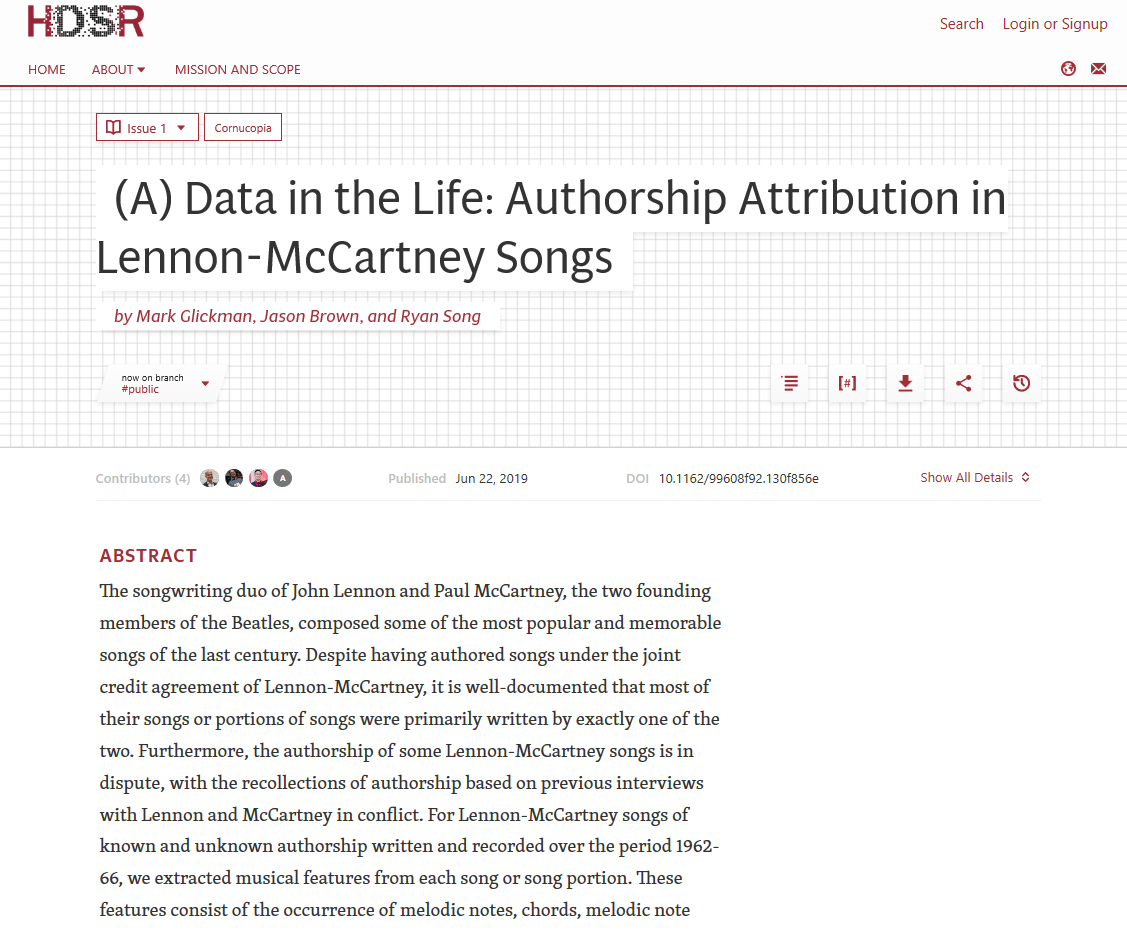 HDSR
Search Login or Signup
HOME ABOUT MISSION AND SCOPE
Issue 1 Cornucopia
(A) Data in the Life: Authorship Attribution in
Lennon-McCartney Songs
by Mark Glickman, Jason Brown, and Ryan Song
now on branch
#public
[#]
Contributors (4) A Published Jun 22, 2019 DOI 10.1162/99608f92.130f856e Show All Details
ABSTRACT
The songwriting duo of John Lennon and Paul McCartney, the two founding
members of the Beatles, composed some of the most popular and memorable
songs of the last century. Despite having authored songs under the joint
credit agreement of Lennon-McCartney, it is well-documented that most of
their songs or portions of songs were primarily written by exactly one of the
two. Furthermore, the authorship of some Lennon-McCartney songs is in
dispute, with the recollections of authorship based on previous interviews
with Lennon and McCartney in conflict. For Lennon-McCartney songs of
known and unknown authorship written and recorded over the period 1962-
66, we extracted musical features from each song or song portion. These
features consist of the occurrence of melodic notes, chords, melodic note